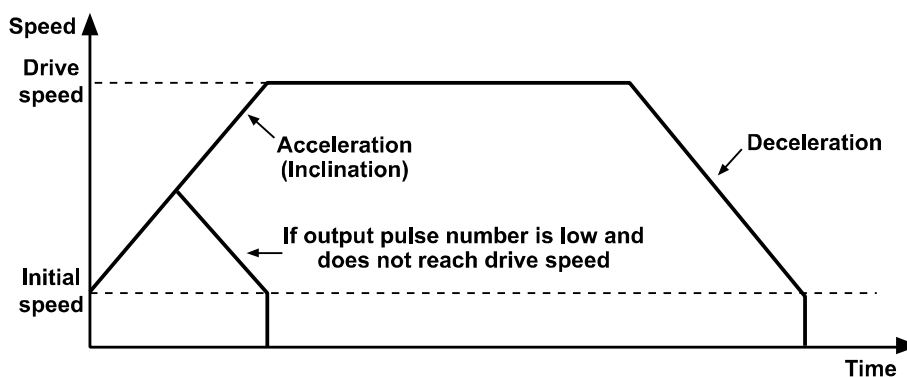 Speed
Drive
speed
Acceleration
(Inclination)
Deceleration
If output pulse number is low and
does not reach drive speed
Initial
speed
Time